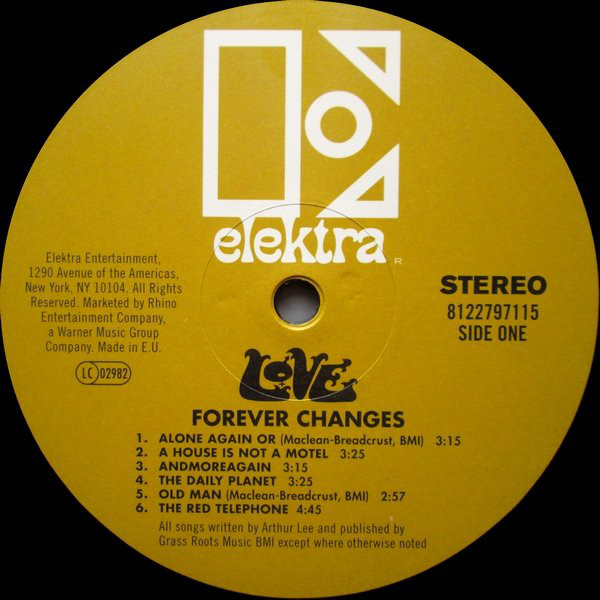 elektra
R
Elektra Entertainment,
1290 Avenue of the Americas,
New York, NY 10104. All Rights
Reserved. Marketed by Rhino
Entertainment Company,
a Warner Music Group
Company. Made in E.U.
LC 02982
STEREO
8122797115
SIDE ONE
LOVE
FOREVER CHANGES
1. ALONE AGAIN OR (Maclean-Breadcrust, BMI) 3:15
2. A HOUSE IS NOT A MOTEL 3:25
3. ANDMOREAGAIN 3:15
4. THE DAILY PLANET 3:25
5. OLD MAN (Maclean-Breadcrust, BMI) 2:57
6. THE RED TELEPHONE 4:45
All songs written by Arthur Lee and published by
Grass Roots Music BMI except where otherwise noted